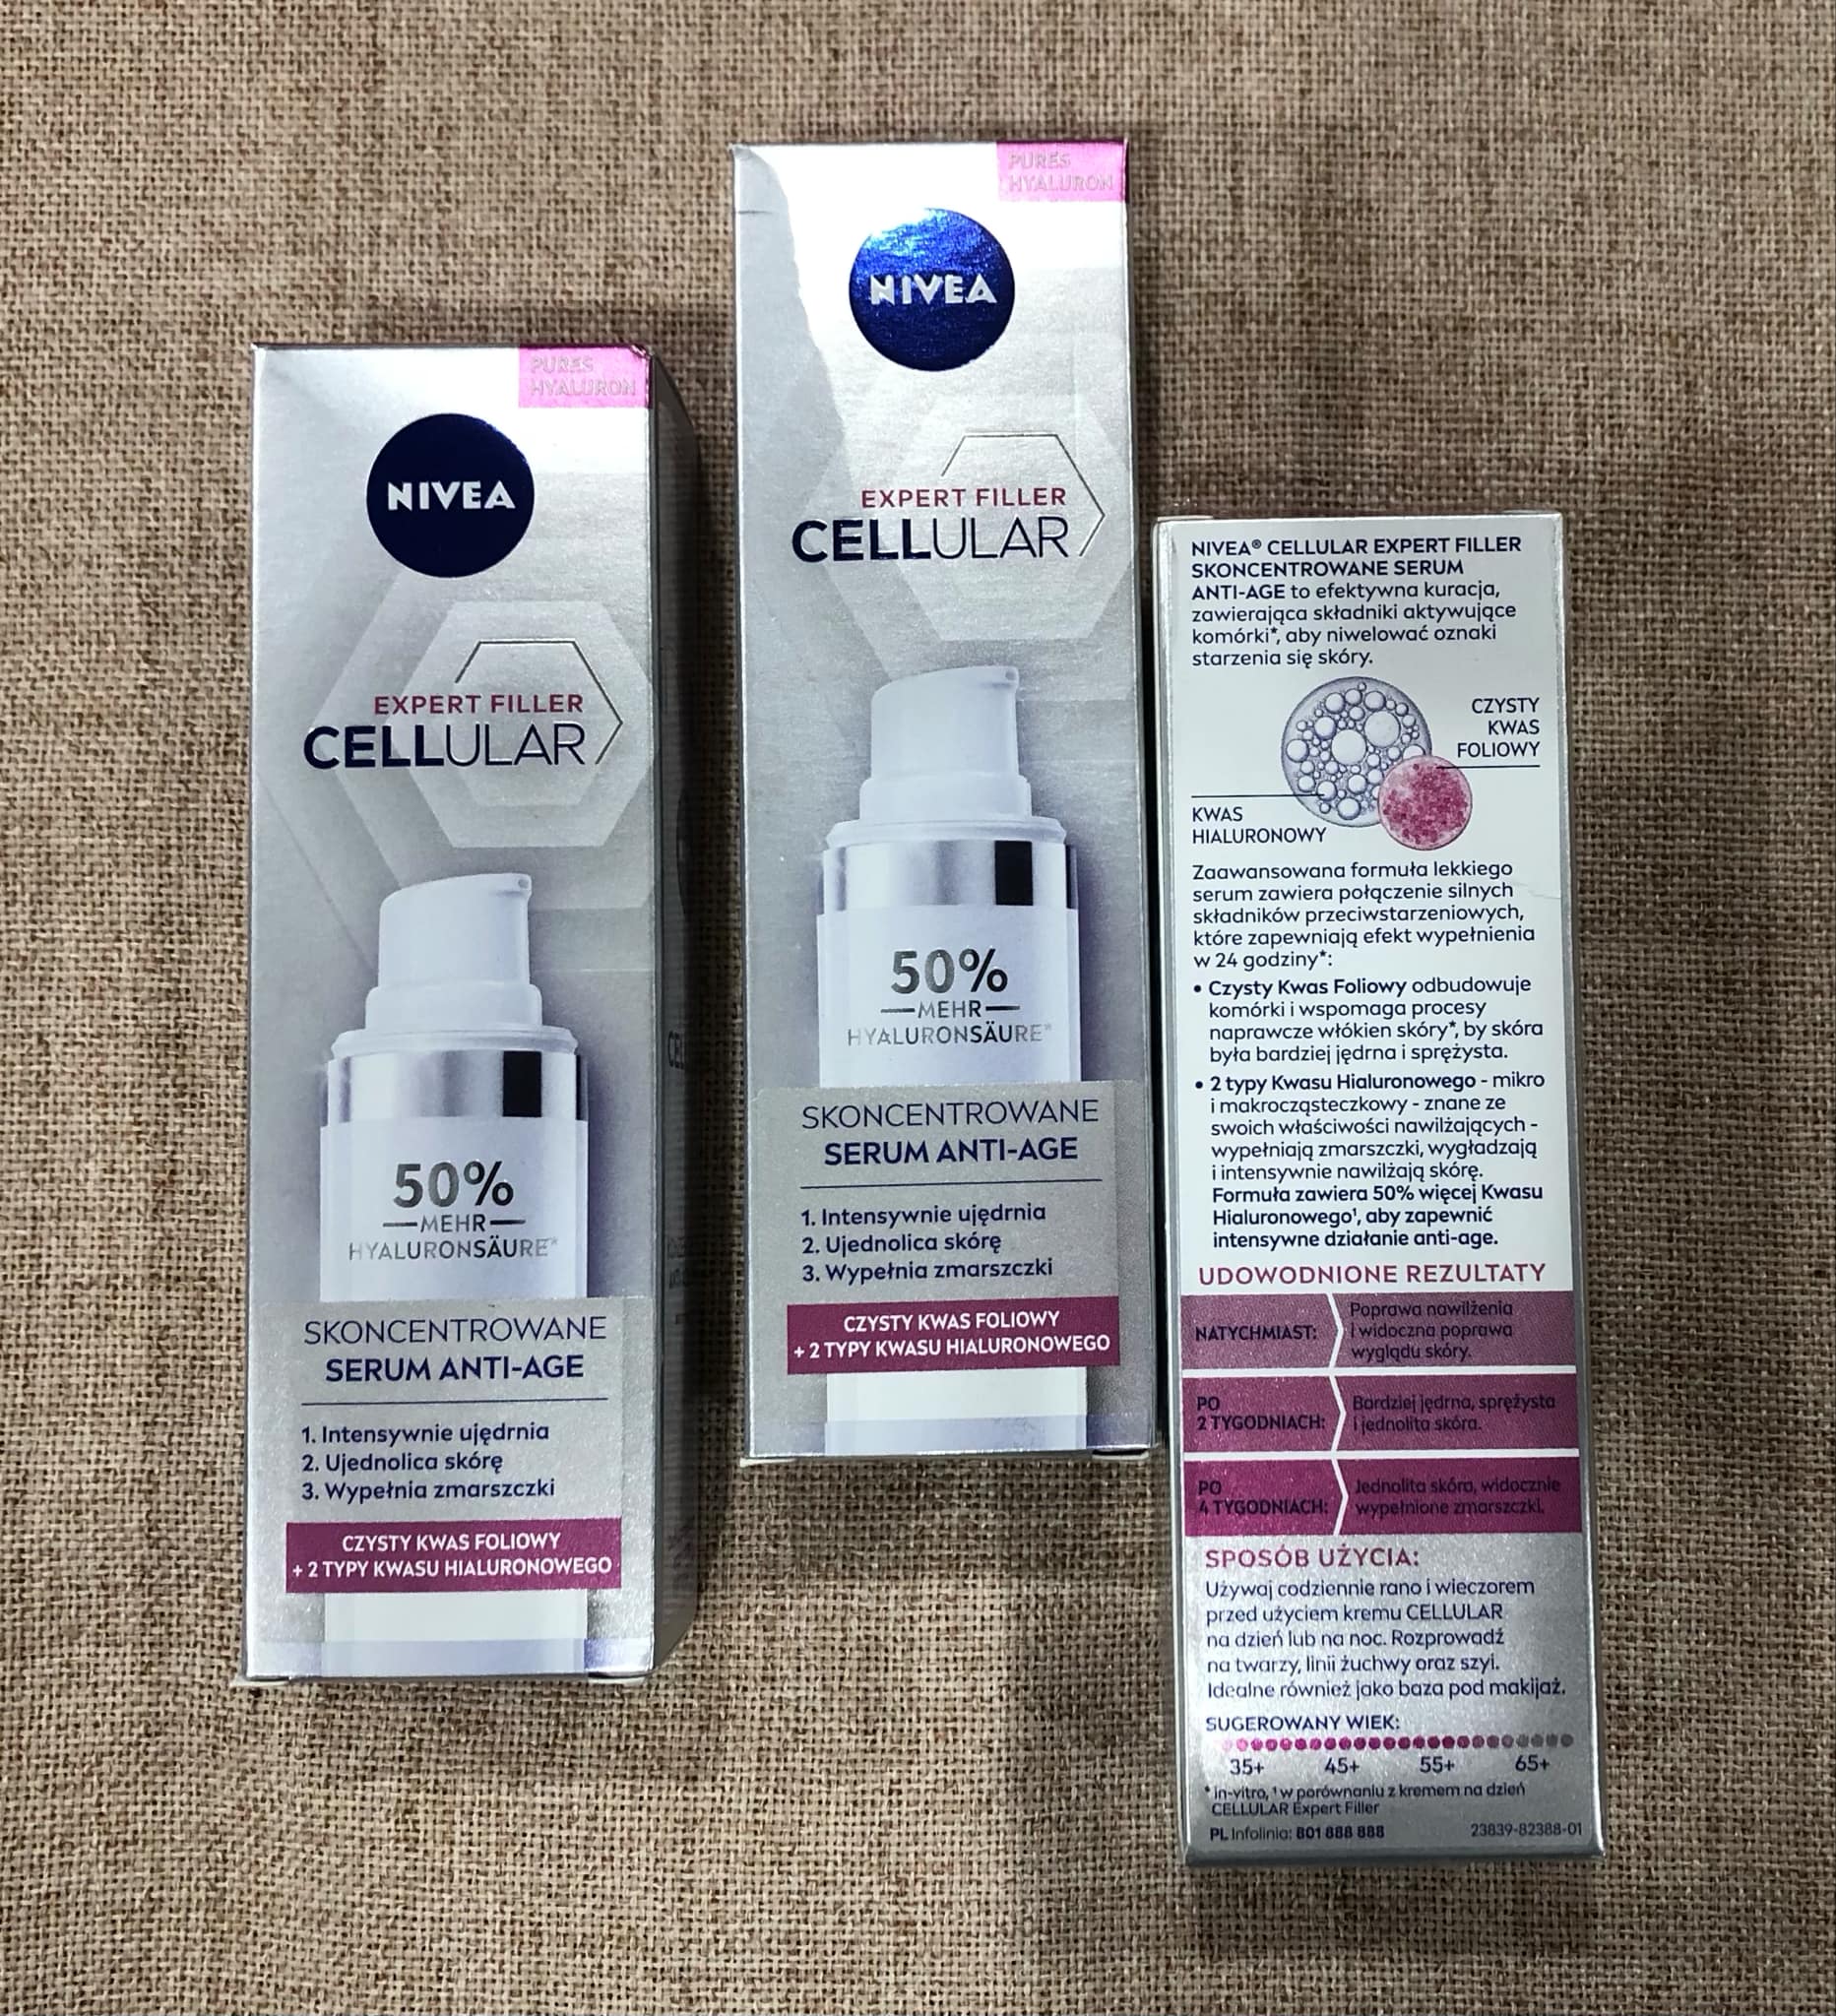 PURES
HYALURON
NIVEA
EXPERT FILLER
CELLULAR
50%
MEHR
HYALURONSÄURE*
SKONCENTROWANE
SERUM ANTI-AGE
1. Intensywnie ujędrnia
2. Ujednolica skórę
3. Wypełnia zmarszczki
CZYSTY KWAS FOLIOWY
+ 2 TYPY KWASU HIALURONOWEGO
PURES
HYALURON
NIVEA
EXPERT FILLER
CELLULAR
50%
MEHR
HYALURONSÄURE*
SKONCENTROWANE
SERUM ANTI-AGE
1. Intensywnie ujędrnia
2. Ujednolica skórę
3. Wypełnia zmarszczki
CZYSTY KWAS FOLIOWY
+ 2 TYPY KWASU HIALURONOWEGO
NIVEA® CELLULAR EXPERT FILLER
SKONCENTROWANE SERUM
ANTI-AGE to efektywna kuracja,
zawierająca składniki aktywujące
komórki*, aby niwelować oznaki
starzenia się skóry.
CZYSTY
KWAS
FOLIOWY
KWAS
HIALURONOWY
Zaawansowana formuła lekkiego
serum zawiera połączenie silnych
składników przeciwstarzeniowych,
które zapewniają efekt wypełnienia
w 24 godziny*:
• Czysty Kwas Foliowy odbudowuje
komórki i wspomaga procesy
naprawcze włókien skóry*, by skóra
była bardziej jędrna i sprężysta.
• 2 typy Kwasu Hialuronowego - mikro
i makrocząsteczkowy - znane ze
swoich właściwości nawilżających -
wypełniają zmarszczki, wygładzają
i intensywnie nawilżają skórę.
Formuła zawiera 50% więcej Kwasu
Hialuronowego¹, aby zapewnić
intensywne działanie anti-age.
UDOWODNIONE REZULTATY
NATYCHMIAST:
Poprawa nawilżenia
i widoczna poprawa
wyglądu skóry.
PO
2 TYGODNIACH:
Bardziej jędrna, sprężysta
i jednolita skóra.
PO
4 TYGODNIACH:
Jednolita skóra, widocznie
wypełnione zmarszczki.
SPOSÓB UŻYCIA:
Używaj codziennie rano i wieczorem
przed użyciem kremu CELLULAR
na dzień lub na noc. Rozprowadź
na twarzy, linii żuchwy oraz szyi.
Idealne również jako baza pod makijaż.
SUGEROWANY WIEK:
35+ 45+ 55+ 65+
* in-vitro, ¹ w porównaniu z kremem na dzień
CELLULAR Expert Filler
PL Infolinia: 801 888 888
23839-82388-01